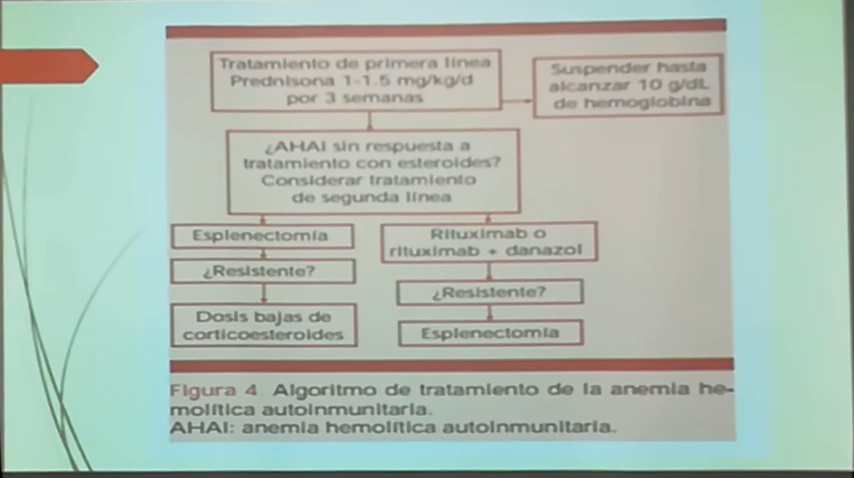 Tratamiento de primera línea
Prednisona 1-1.5 mg/kg/d
por 3 semanas
Suspender hasta
alcanzar 10 g/dL
de hemoglobina
¿AHAI sin respuesta a
tratamiento con esteroides?
Considerar tratamiento
de segunda línea
Esplenectomía
¿Resistente?
Dosis bajas de
corticoesteroides
Rituximab o
rituximab + danazol
¿Resistente?
Esplenectomía
Figura 4 Algoritmo de tratamiento de la anemia he-
molítica autoinmunitaria.
AHAI: anemia hemolítica autoinmunitaria.